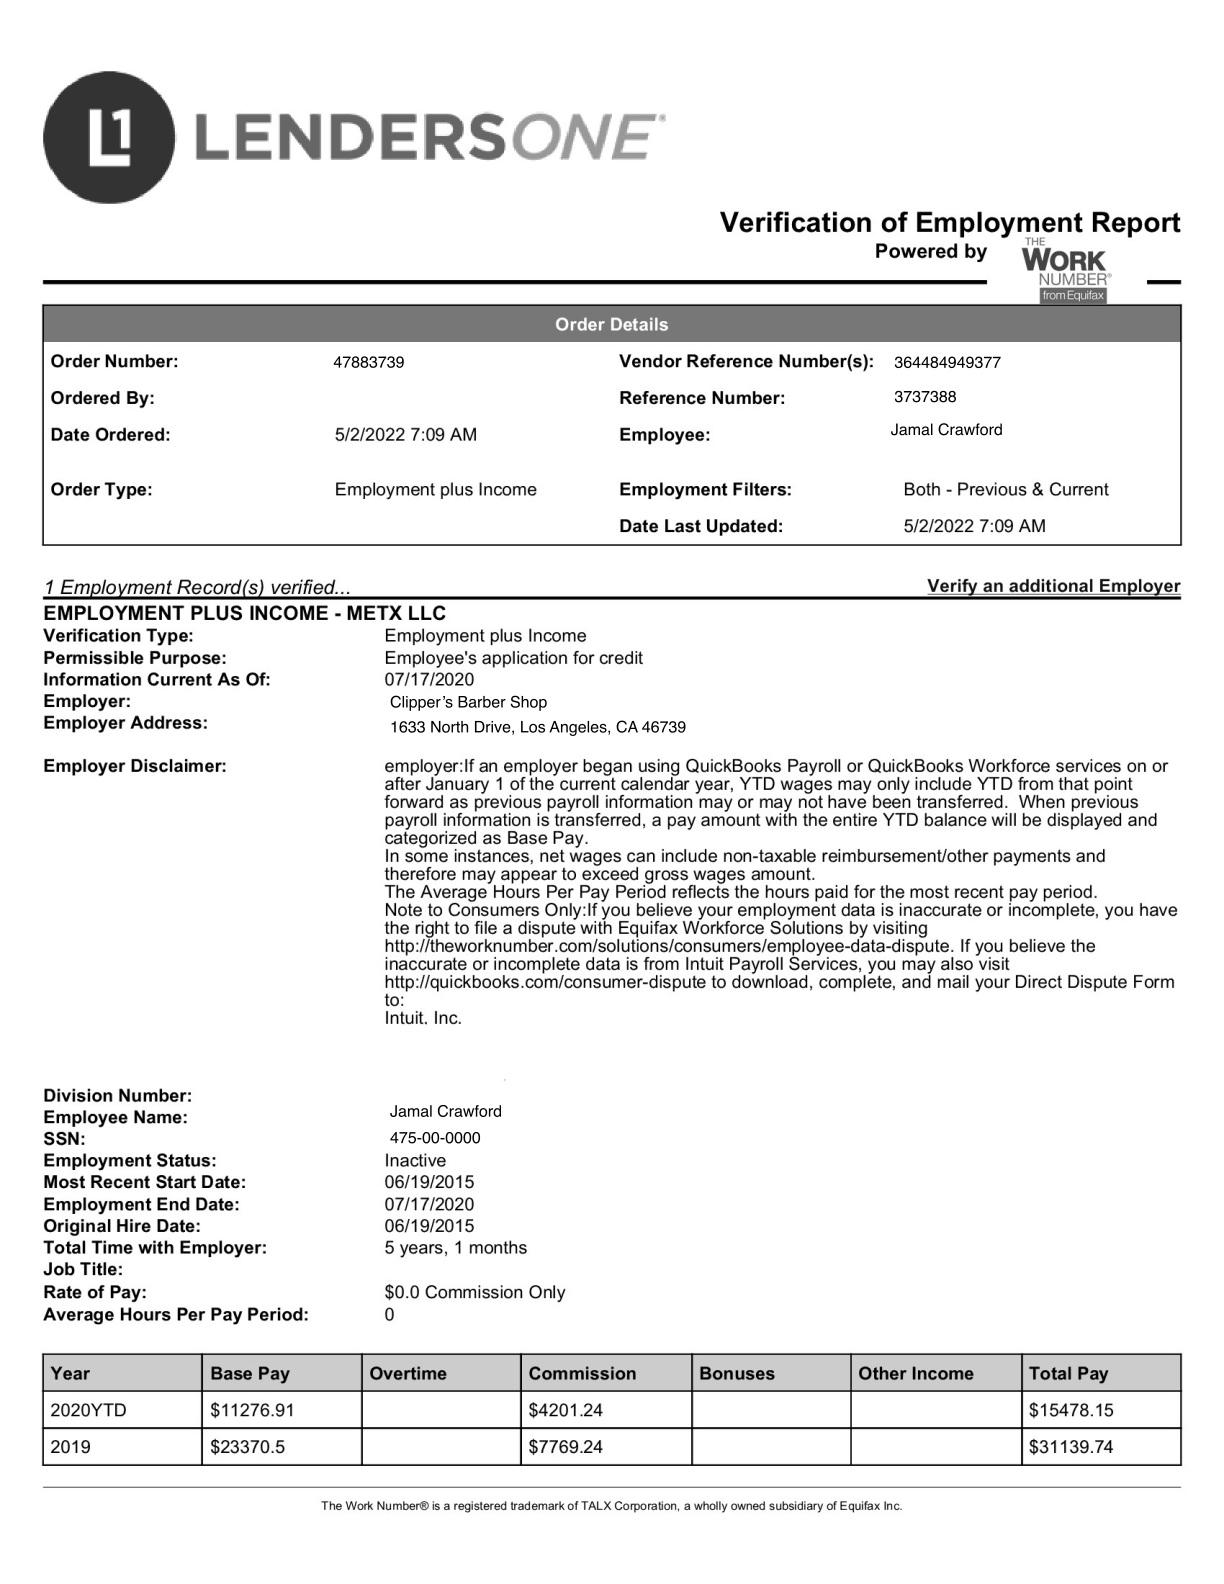 L1 LENDERSONE®
Verification of Employment Report
Powered by
THE
WORK
NUMBER®
from Equifax
Order Details
Order Number: 47883739 Vendor Reference Number(s): 364484949377
Ordered By: Reference Number: 3737388
Date Ordered: 5/2/2022 7:09 AM Employee: Jamal Crawford
Order Type: Employment plus Income Employment Filters: Both - Previous & Current
Date Last Updated: 5/2/2022 7:09 AM
1 Employment Record(s) verified... Verify an additional Employer
EMPLOYMENT PLUS INCOME - METX LLC
Verification Type: Employment plus Income
Permissible Purpose: Employee's application for credit
Information Current As Of: 07/17/2020
Employer: Clipper’s Barber Shop
Employer Address: 1633 North Drive, Los Angeles, CA 46739
Employer Disclaimer: employer:If an employer began using QuickBooks Payroll or QuickBooks Workforce services on or
after January 1 of the current calendar year, YTD wages may only include YTD from that point
forward as previous payroll information may or may not have been transferred.  When previous
payroll information is transferred, a pay amount with the entire YTD balance will be displayed and
categorized as Base Pay.
In some instances, net wages can include non-taxable reimbursement/other payments and
therefore may appear to exceed gross wages amount.
The Average Hours Per Pay Period reflects the hours paid for the most recent pay period.
Note to Consumers Only:If you believe your employment data is inaccurate or incomplete, you have
the right to file a dispute with Equifax Workforce Solutions by visiting
http://theworknumber.com/solutions/consumers/employee-data-dispute. If you believe the
inaccurate or incomplete data is from Intuit Payroll Services, you may also visit
http://quickbooks.com/consumer-dispute to download, complete, and mail your Direct Dispute Form
to:
Intuit, Inc.
Division Number:
Employee Name: Jamal Crawford
SSN: 475-00-0000
Employment Status: Inactive
Most Recent Start Date: 06/19/2015
Employment End Date: 07/17/2020
Original Hire Date: 06/19/2015
Total Time with Employer: 5 years, 1 months
Job Title:
Rate of Pay: $0.0 Commission Only
Average Hours Per Pay Period: 0
Year Base Pay Overtime Commission Bonuses Other Income Total Pay
2020YTD $11276.91 $4201.24 $15478.15
2019 $23370.5 $7769.24 $31139.74
The Work Number® is a registered trademark of TALX Corporation, a wholly owned subsidiary of Equifax Inc.